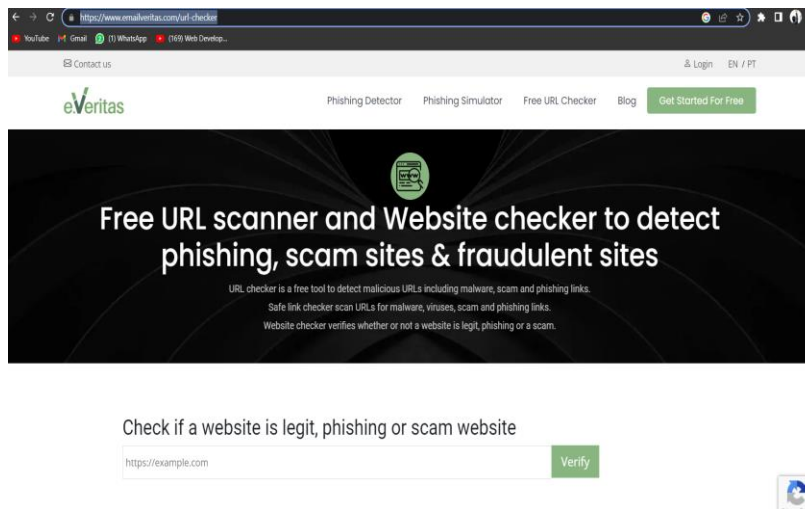 https://www.emailveritas.com/url-checker
YouTube Gmail (1) WhatsApp (169) Web Develop...
Contact us Login EN / PT
e.Veritas Phishing Detector Phishing Simulator Free URL Checker Blog Get Started For Free
www
Free URL scanner and Website checker to detect
phishing, scam sites & fraudulent sites
URL checker is a free tool to detect malicious URLs including malware, scam and phishing links.
Safe link checker scan URLs for malware, viruses, scam and phishing links.
Website checker verifies whether or not a website is legit, phishing or a scam.
Check if a website is legit, phishing or scam website
https://example.com Verify